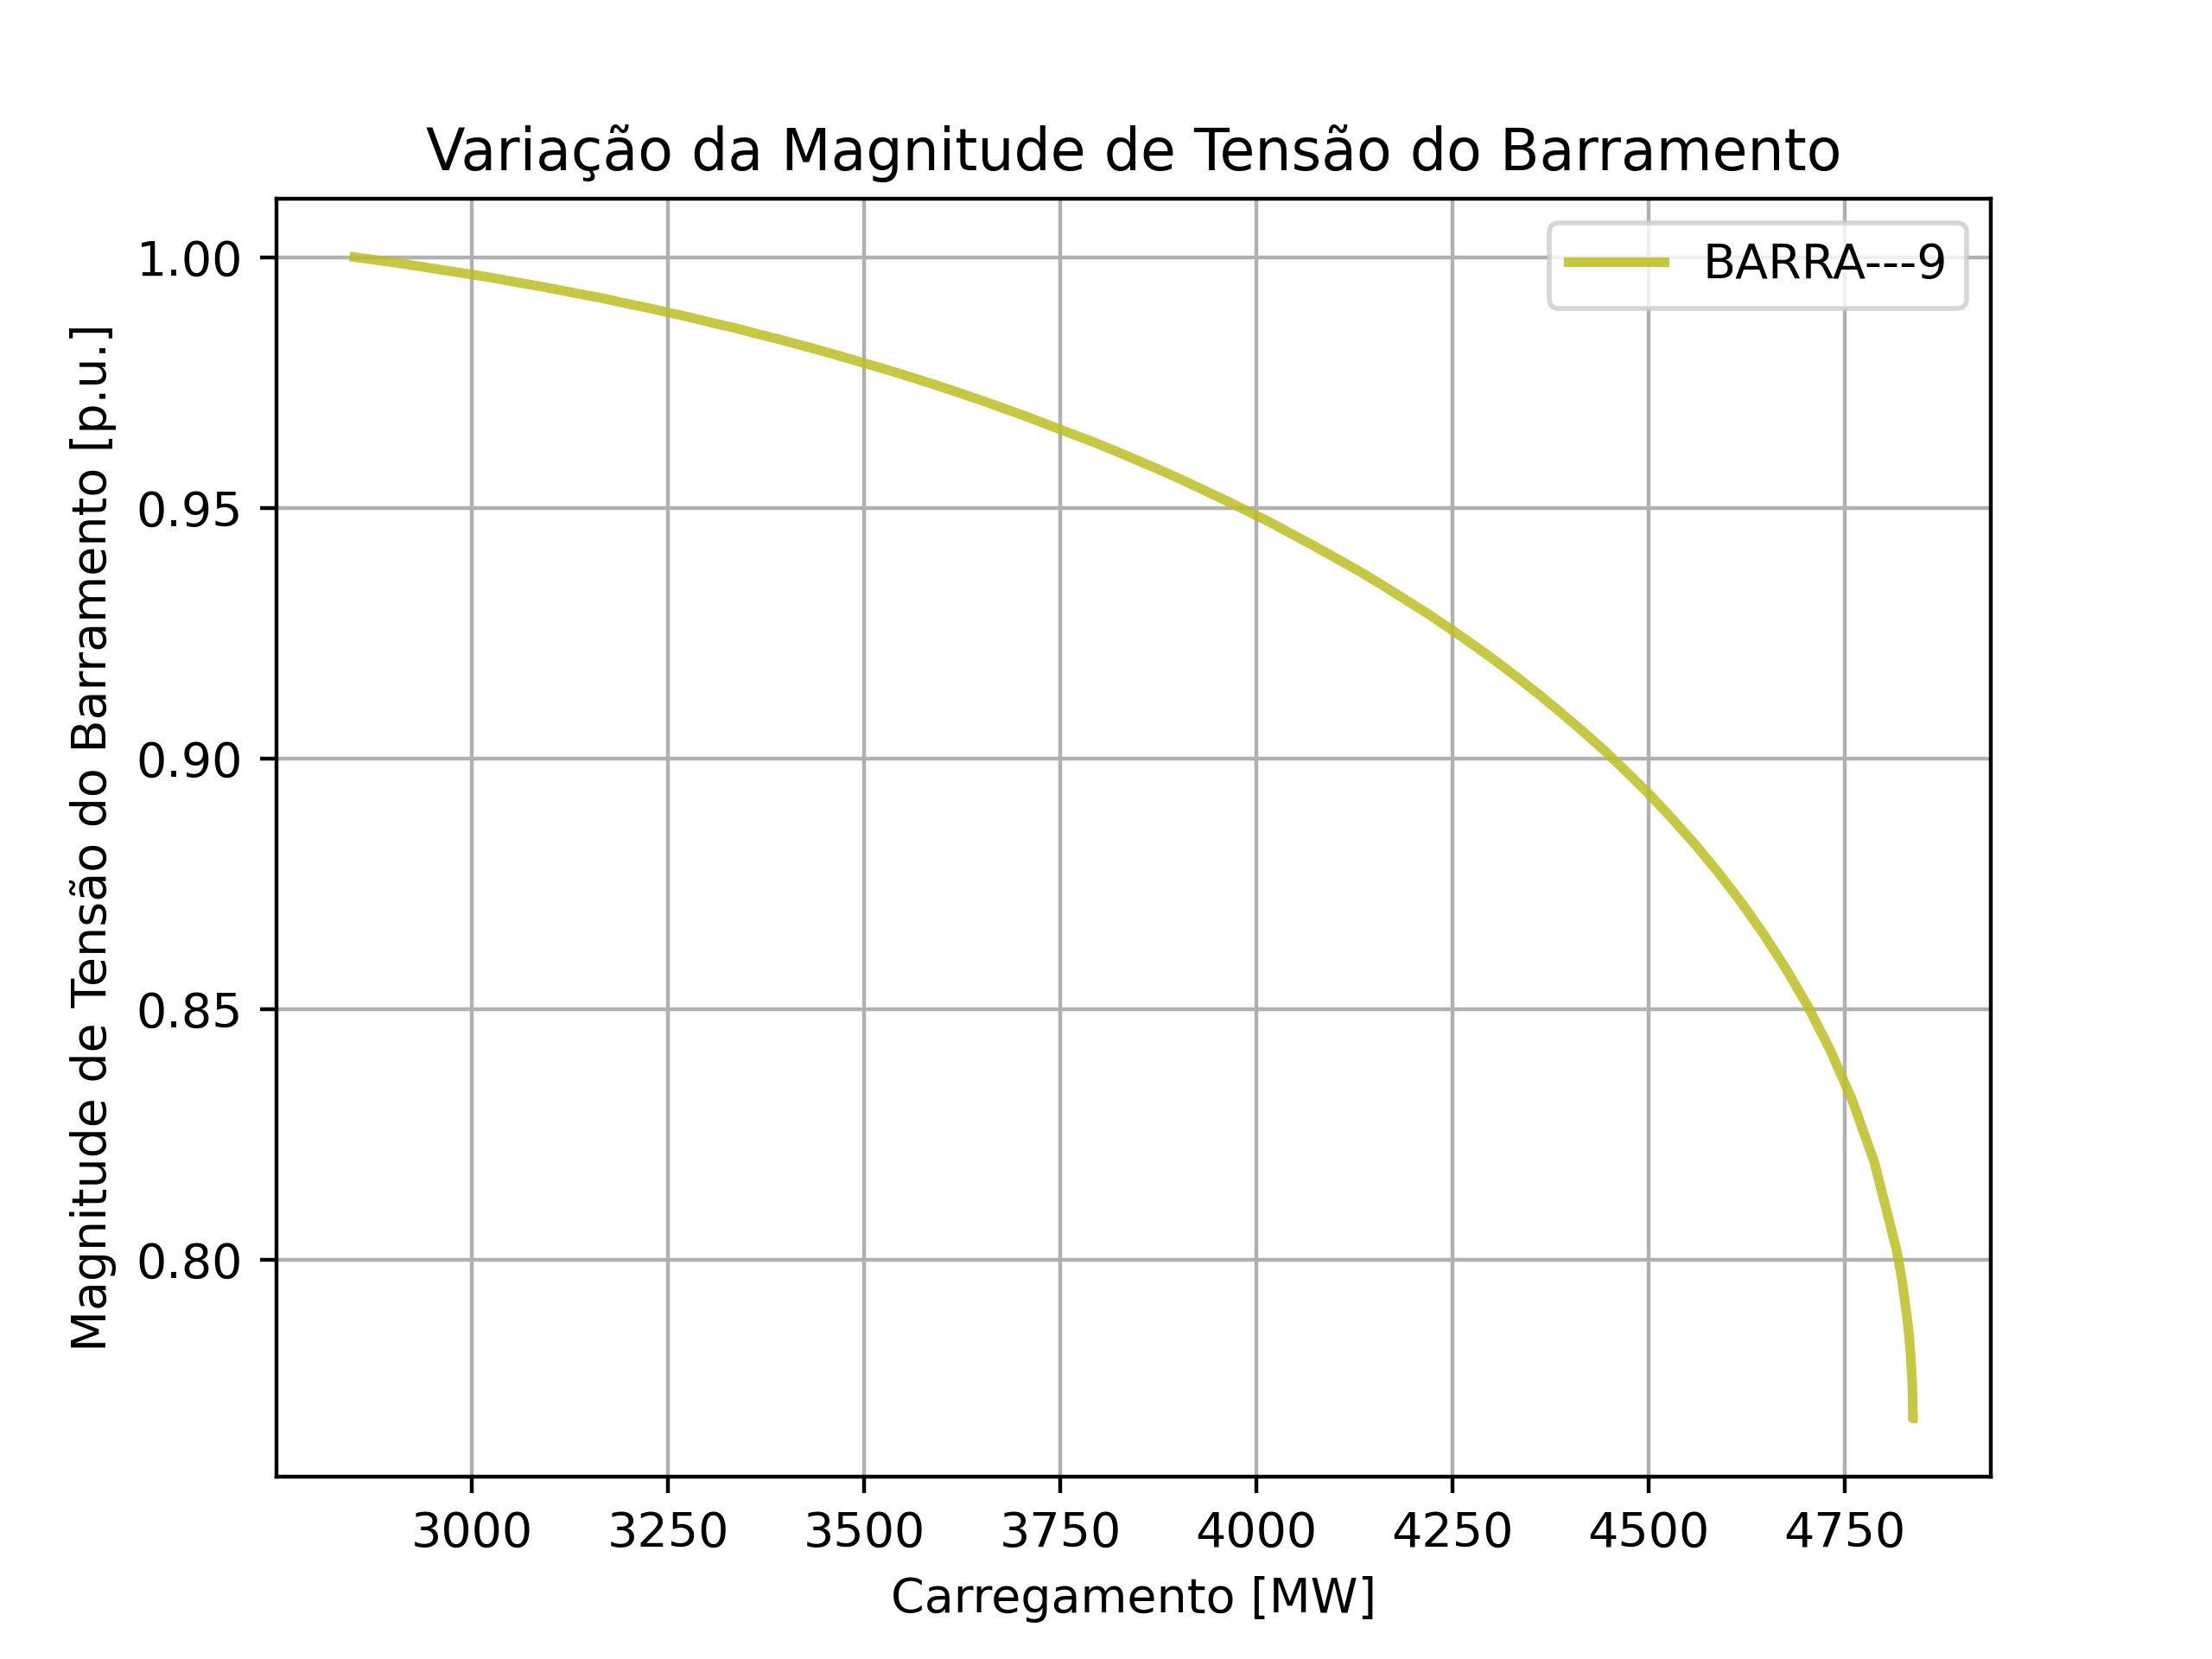 Variação da Magnitude de Tensão do Barramento
BARRA---9
Magnitude de Tensão do Barramento [p.u.]
1.00
0.95
0.90
0.85
0.80
3000 3250 3500 3750 4000 4250 4500 4750
Carregamento [MW]